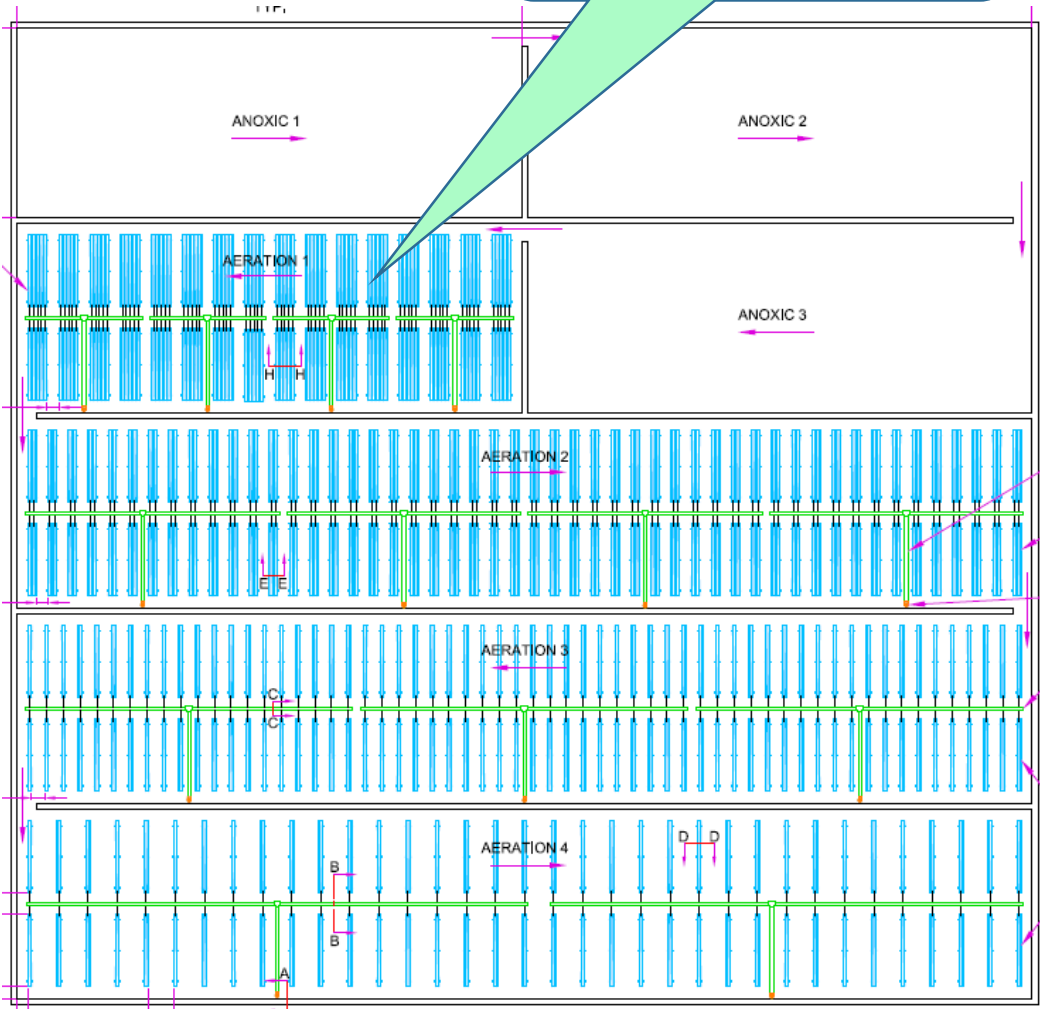 ANOXIC 1
ANOXIC 2
AERATION 1
ANOXIC 3
H H
AERATION 2
E E
AERATION 3
C
C
AERATION 4
D D
B
B
A